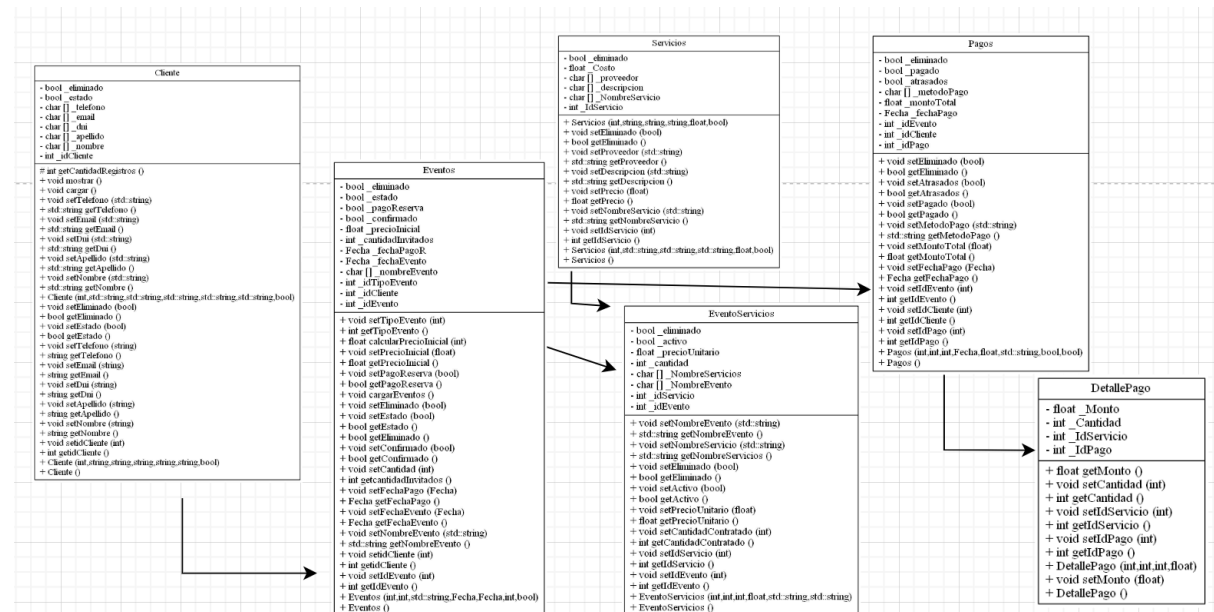 Cliente
- bool _eliminado
- bool _estado
- char [] _telefono
- char [] _email
- char [] _dni
- char [] _apellido
- char [] _nombre
- int _idCliente
# int getCantidadRegistros ()
+ void mostrar ()
+ void cargar ()
+ void setTelefono (std::string)
+ std::string getTelefono ()
+ void setEmail (std::string)
+ std::string getEmail ()
+ void setDni (std::string)
+ std::string getDni ()
+ void setApellido (std::string)
+ std::string getApellido ()
+ void setNombre (std::string)
+ std::string getNombre ()
+ Cliente (int,std::string,std::string,std::string,std::string,std::string,bool)
+ void setEliminado (bool)
+ bool getEliminado ()
+ void setEstado (bool)
+ bool getEstado ()
+ void setTelefono (string)
+ string getTelefono ()
+ void setEmail (string)
+ string getEmail ()
+ void setDni (string)
+ string getDni ()
+ void setApellido (string)
+ string getApellido ()
+ void setNombre (string)
+ string getNombre ()
+ void setidCliente (int)
+ int getidCliente ()
+ Cliente (int,string,string,string,string,string,bool)
+ Cliente ()
Eventos
- bool _eliminado
- bool _estado
- bool _pagoReserva
- bool _confirmado
- float _precioInicial
- int _cantidadInvitados
- Fecha _fechaPagoR
- Fecha _fechaEvento
- char [] _nombreEvento
- int _idTipoEvento
- int _idCliente
- int _idEvento
+ void setTipoEvento (int)
+ int getTipoEvento ()
+ float calcularPrecioInicial (int)
+ void setPrecioInicial (float)
+ float getPrecioInicial ()
+ void setPagoReserva (bool)
+ bool getPagoReserva ()
+ void cargarEventos ()
+ void setEliminado (bool)
+ void setEstado (bool)
+ bool getEstado ()
+ bool getEliminado ()
+ void setConfirmado (bool)
+ bool getConfirmado ()
+ void setCantidad (int)
+ int getcantidadInvitados ()
+ void setFechaPago (Fecha)
+ Fecha getFechaPago ()
+ void setFechaEvento (Fecha)
+ Fecha getFechaEvento ()
+ void setNombreEvento (std::string)
+ std::string getNombreEvento ()
+ void setidCliente (int)
+ int getidCliente ()
+ void setIdEvento (int)
+ int getIdEvento ()
+ Eventos (int,int,std::string,Fecha,Fecha,int,bool)
+ Eventos ()
Servicios
- bool _eliminado
- float _Costo
- char [] _proveedor
- char [] _descripcion
- char [] _NombreServicio
- int _IdServicio
+ Servicios (int,string,string,string,float,bool)
+ void setEliminado (bool)
+ bool getEliminado ()
+ void setProveedor (std::string)
+ std::string getProveedor ()
+ void setDescripcion (std::string)
+ std::string getDescripcion ()
+ void setPrecio (float)
+ float getPrecio ()
+ void setNombreServicio (std::string)
+ std::string getNombreServicio ()
+ void setIdServicio (int)
+ int getIdServicio ()
+ Servicios (int,std::string,std::string,std::string,float,bool)
+ Servicios ()
EventoServicios
- bool _eliminado
- bool _activo
- float _precioUnitario
- int _cantidad
- char [] _NombreServicios
- char [] _NombreEvento
- int _idServicio
- int _idEvento
+ void setNombreEvento (std::string)
+ std::string getNombreEvento ()
+ void setNombreServicio (std::string)
+ std::string getNombreServicios ()
+ void setEliminado (bool)
+ bool getEliminado ()
+ void setActivo (bool)
+ bool getActivo ()
+ void setPrecioUnitario (float)
+ float getPrecioUnitario ()
+ void setCantidadContratado ()
+ int getCantidadContratado ()
+ void setIdServicio (int)
+ int getIdServicio ()
+ void setIdEvento (int)
+ int getIdEvento ()
+ EventoServicios (int,int,int,float,std::string,std::string)
+ EventoServicios ()
Pagos
- bool _eliminado
- bool _pagado
- bool _atrasados
- char [] _metodoPago
- float _montoTotal
- Fecha _fechaPago
- int _idEvento
- int _idCliente
- int _idPago
+ void setEliminado (bool)
+ bool getEliminado ()
+ void setAtrasados (bool)
+ bool getAtrasados ()
+ void setPagado (bool)
+ bool getPagado ()
+ void setMetodoPago (std::string)
+ std::string getMetodoPago ()
+ void setMontoTotal (float)
+ float getMontoTotal ()
+ void setFechaPago (Fecha)
+ Fecha getFechaPago ()
+ void setIdEvento (int)
+ int getIdEvento ()
+ void setIdCliente (int)
+ int getIdCliente ()
+ void setIdPago (int)
+ int getIdPago ()
+ Pagos (int,int,int,Fecha,float,std::string,bool,bool)
+ Pagos ()
DetallePago
- float _Monto
- int _Cantidad
- int _IdServicio
- int _IdPago
+ float getMonto ()
+ void setCantidad (int)
+ int getCantidad ()
+ void setIdServicio (int)
+ int getIdServicio ()
+ void setIdPago (int)
+ int getIdPago ()
+ DetallePago (int,int,int,float)
+ void setMonto (float)
+ DetallePago ()